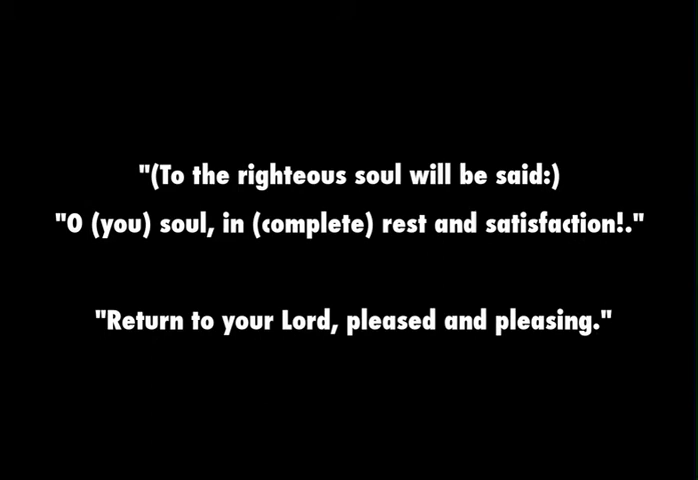 "(To the righteous soul will be said:)
"O (you) soul, in (complete) rest and satisfaction!."
"Return to your Lord, pleased and pleasing."